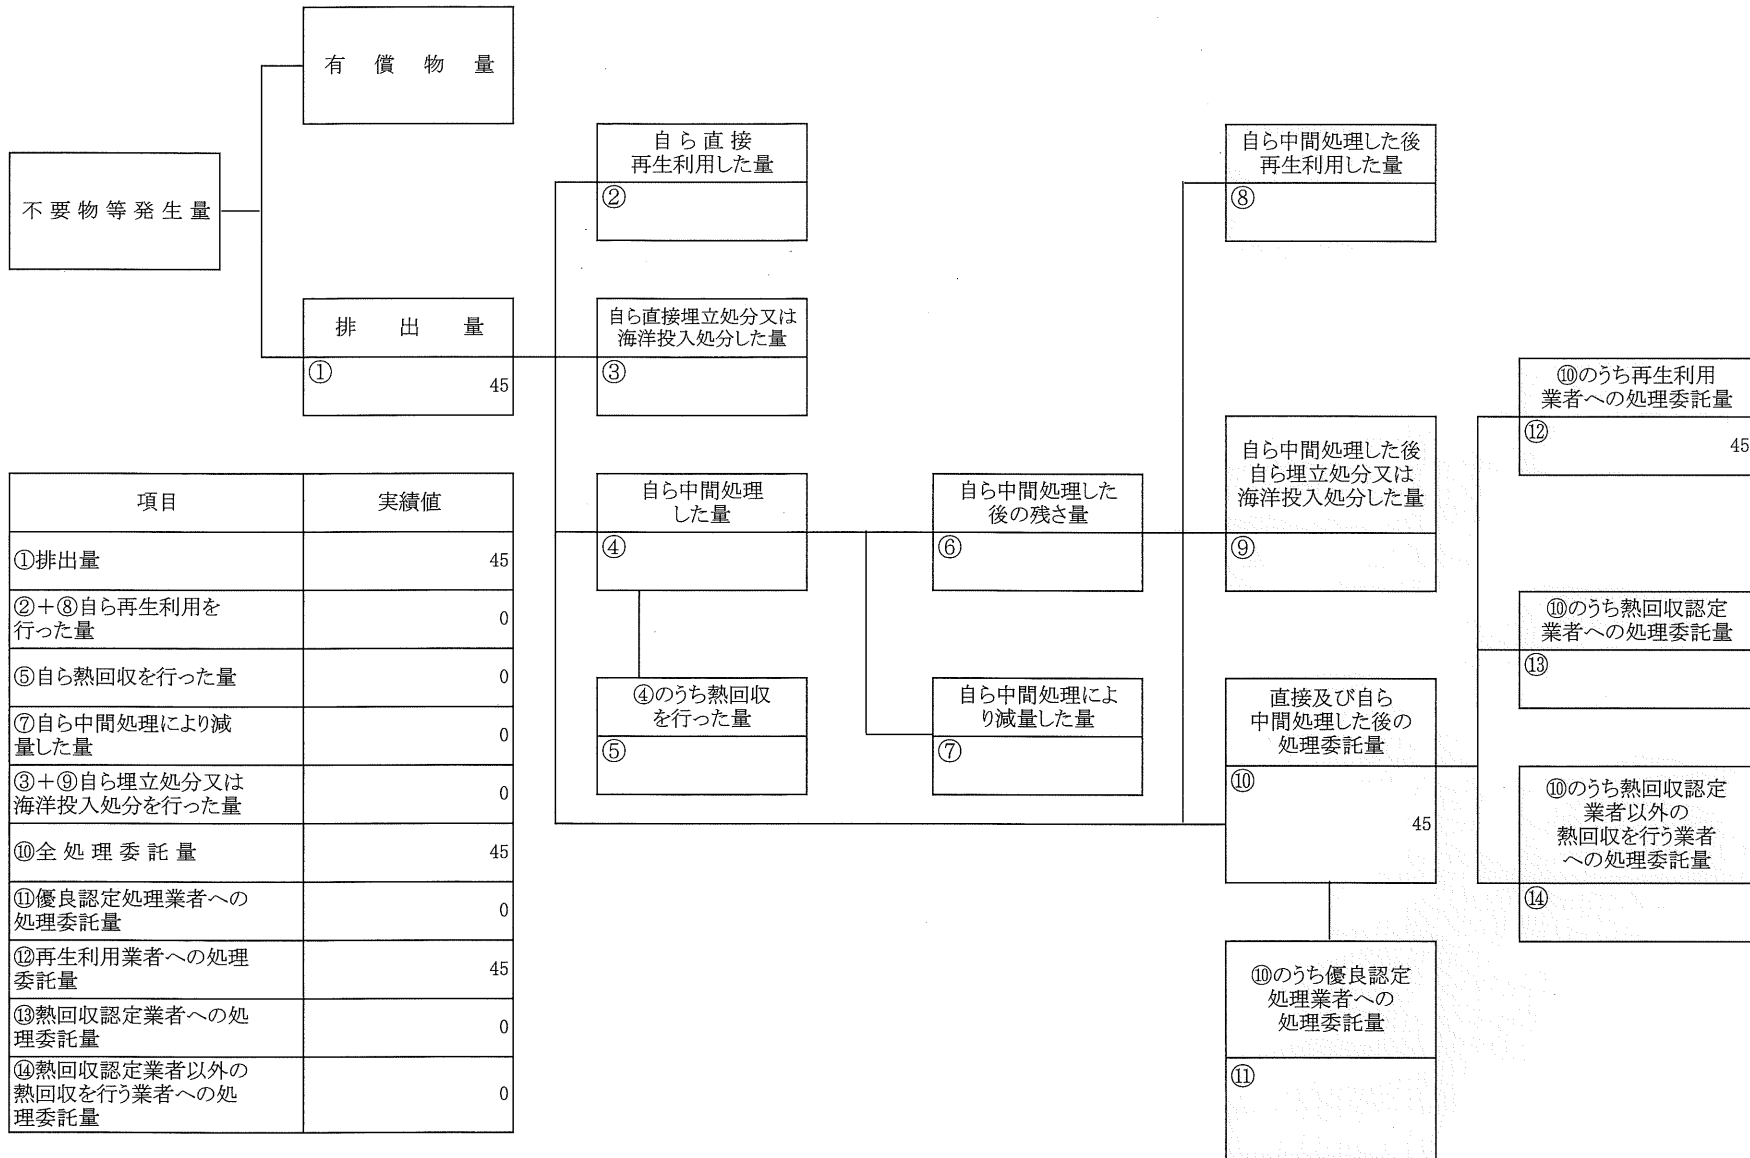 有償物量
不要物等発生量
排出量
①
45
自ら直接
再生利用した量
②
自ら直接埋立処分又は
海洋投入処分した量
③
自ら中間処理
した量
④
④のうち熱回収
を行った量
⑤
自ら中間処理した
後の残さ量
⑥
自ら中間処理によ
り減量した量
⑦
自ら中間処理した後
再生利用した量
⑧
自ら中間処理した後
自ら埋立処分又は
海洋投入処分した量
⑨
直接及び自ら
中間処理した後の
処理委託量
⑩
45
⑩のうち優良認定
処理業者への
処理委託量
⑪
⑩のうち再生利用
業者への処理委託量
⑫
45
⑩のうち熱回収認定
業者への処理委託量
⑬
⑩のうち熱回収認定
業者以外の
熱回収を行う業者
への処理委託量
⑭
項目 実績値
①排出量 45
②+⑧自ら再生利用を
行った量 0
⑤自ら熱回収を行った量 0
⑦自ら中間処理により減
量した量 0
③+⑨自ら埋立処分又は
海洋投入処分を行った量 0
⑩全処理委託量 45
⑪優良認定処理業者への
処理委託量 0
⑫再生利用業者への処理
委託量 45
⑬熱回収認定業者への処
理委託量 0
⑭熱回収認定業者以外の
熱回収を行う業者への処
理委託量 0